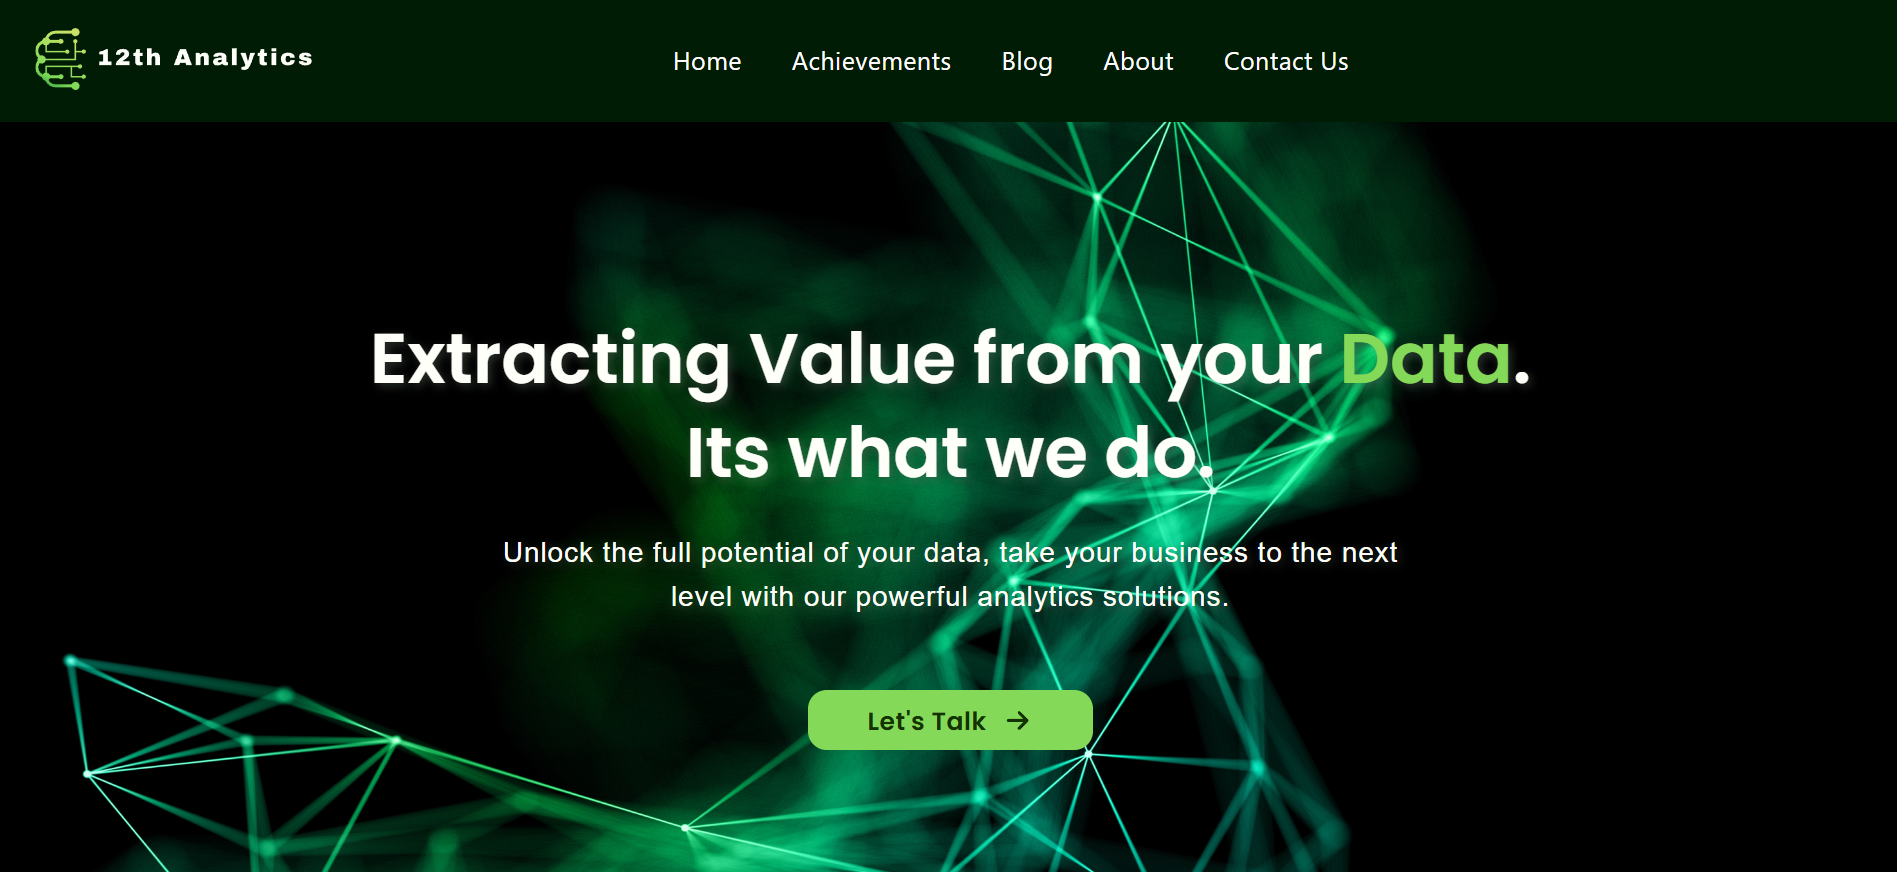 12th Analytics
Home Achievements Blog About Contact Us
Extracting Value from your Data.
Its what we do.
Unlock the full potential of your data, take your business to the next
level with our powerful analytics solutions.
Let's Talk →